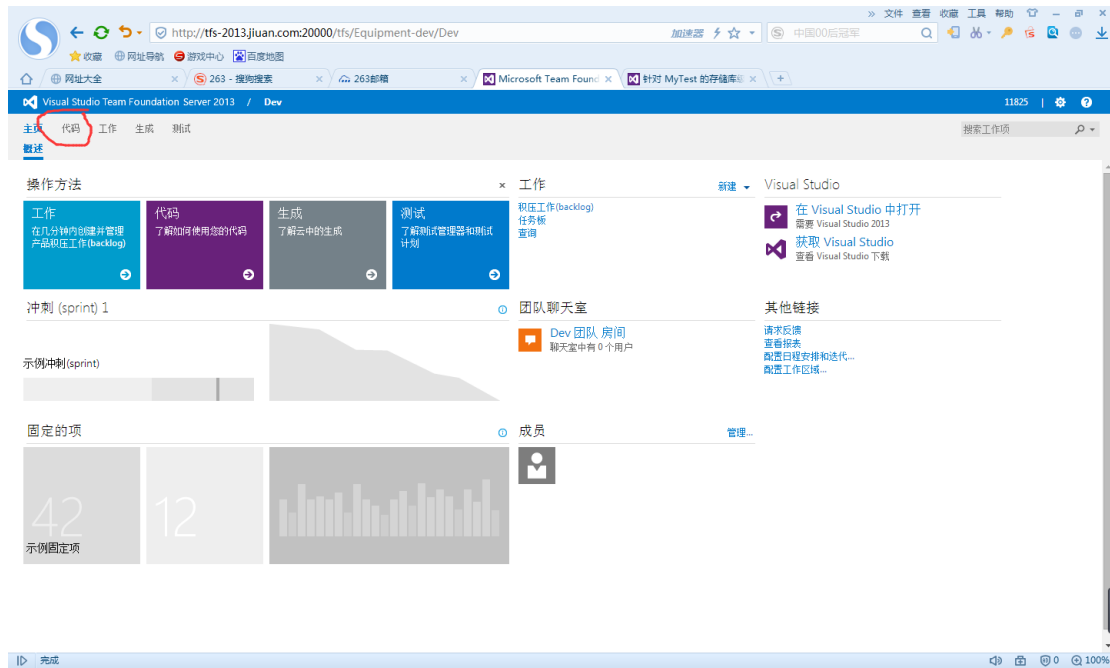 文件 查看 收藏 工具 帮助
http://tfs-2013.jiuan.com:20000/tfs/Equipment-dev/Dev
加速器
中国00后冠军
收藏 网址导航 游戏中心 百度地图
网址大全 263 - 搜狗搜索 263邮箱 Microsoft Team Found 针对 MyTest 的存储库
Visual Studio Team Foundation Server 2013 / Dev
11825
主页 代码 工作 生成 测试
搜索工作项
概述
操作方法
工作
在几分钟内创建并管理
产品积压工作(backlog)
代码
了解如何使用您的代码
生成
了解云中的生成
测试
了解测试管理器和测试
计划
工作
新建
积压工作(backlog)
任务板
查询
Visual Studio
在 Visual Studio 中打开
需要 Visual Studio 2013
获取 Visual Studio
查看 Visual Studio 下载
冲刺 (sprint) 1
示例冲刺(sprint)
团队聊天室
Dev 团队 房间
聊天室中有 0 个用户
其他链接
请求反馈
查看报表
配置日程安排和迭代...
配置工作区域...
固定的项
42
示例固定项
12
成员
管理...
完成
0
100%